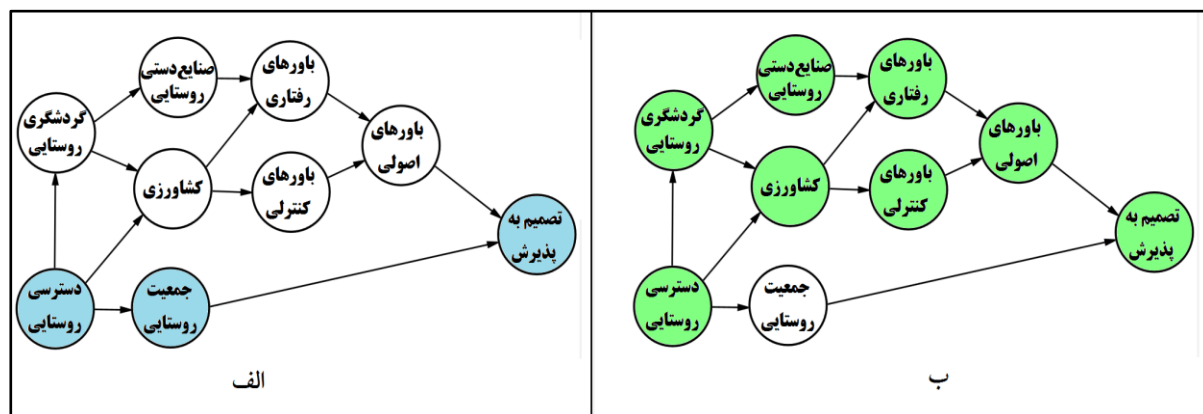 صنایع‌دستی
روستایی
باورهای
رفتاری
گردشگری
روستایی
باورهای
اصولی
کشاورزی
باورهای
کنترلی
تصمیم به
پذیرش
دسترسی
روستایی
جمعیت
روستایی
الف
صنایع‌دستی
روستایی
باورهای
رفتاری
گردشگری
روستایی
باورهای
اصولی
کشاورزی
باورهای
کنترلی
تصمیم به
پذیرش
دسترسی
روستایی
جمعیت
روستایی
ب